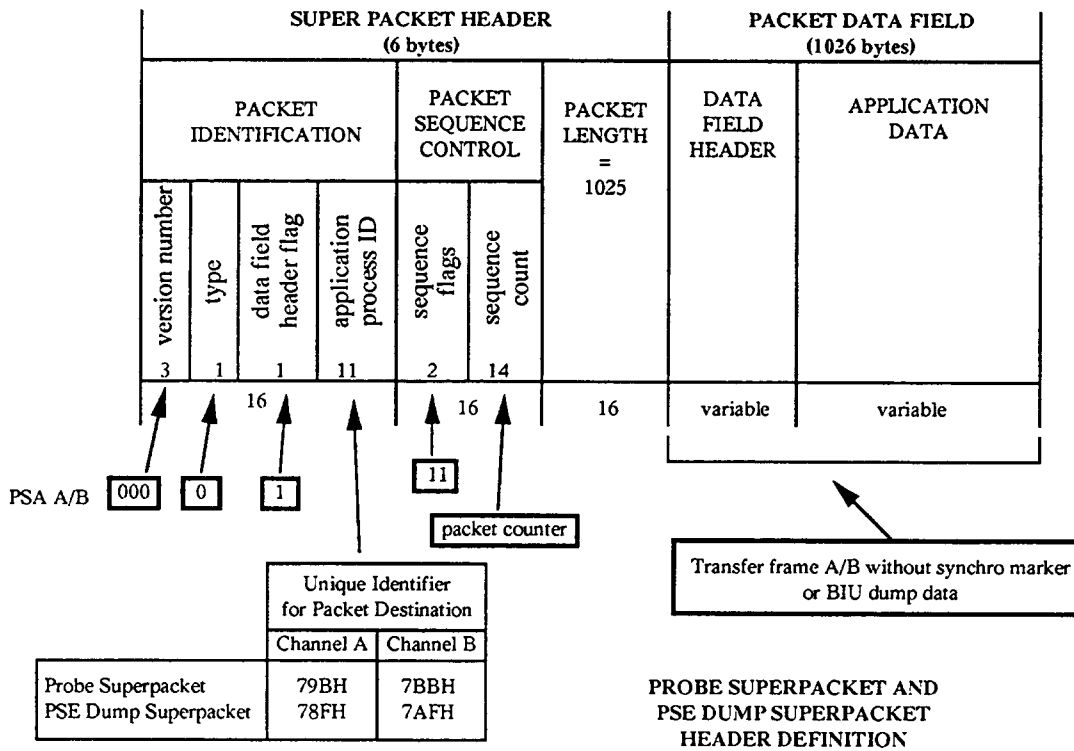 SUPER PACKET HEADER
(6 bytes)
PACKET DATA FIELD
(1026 bytes)
PACKET
IDENTIFICATION
PACKET
SEQUENCE
CONTROL
PACKET
LENGTH
=
1025
DATA
FIELD
HEADER
APPLICATION
DATA
version number
type
data field
header flag
application
process ID
sequence
flags
sequence
count
3
1
1
11
2
14
16
16
16
variable
variable
PSA A/B
000
0
1
11
packet counter
Transfer frame A/B without synchro marker
or BIU dump data
Unique Identifier
for Packet Destination
Channel A Channel B
Probe Superpacket 79BH 7BBH
PSE Dump Superpacket 78FH 7AFH
PROBE SUPERPACKET AND
PSE DUMP SUPERPACKET
HEADER DEFINITION